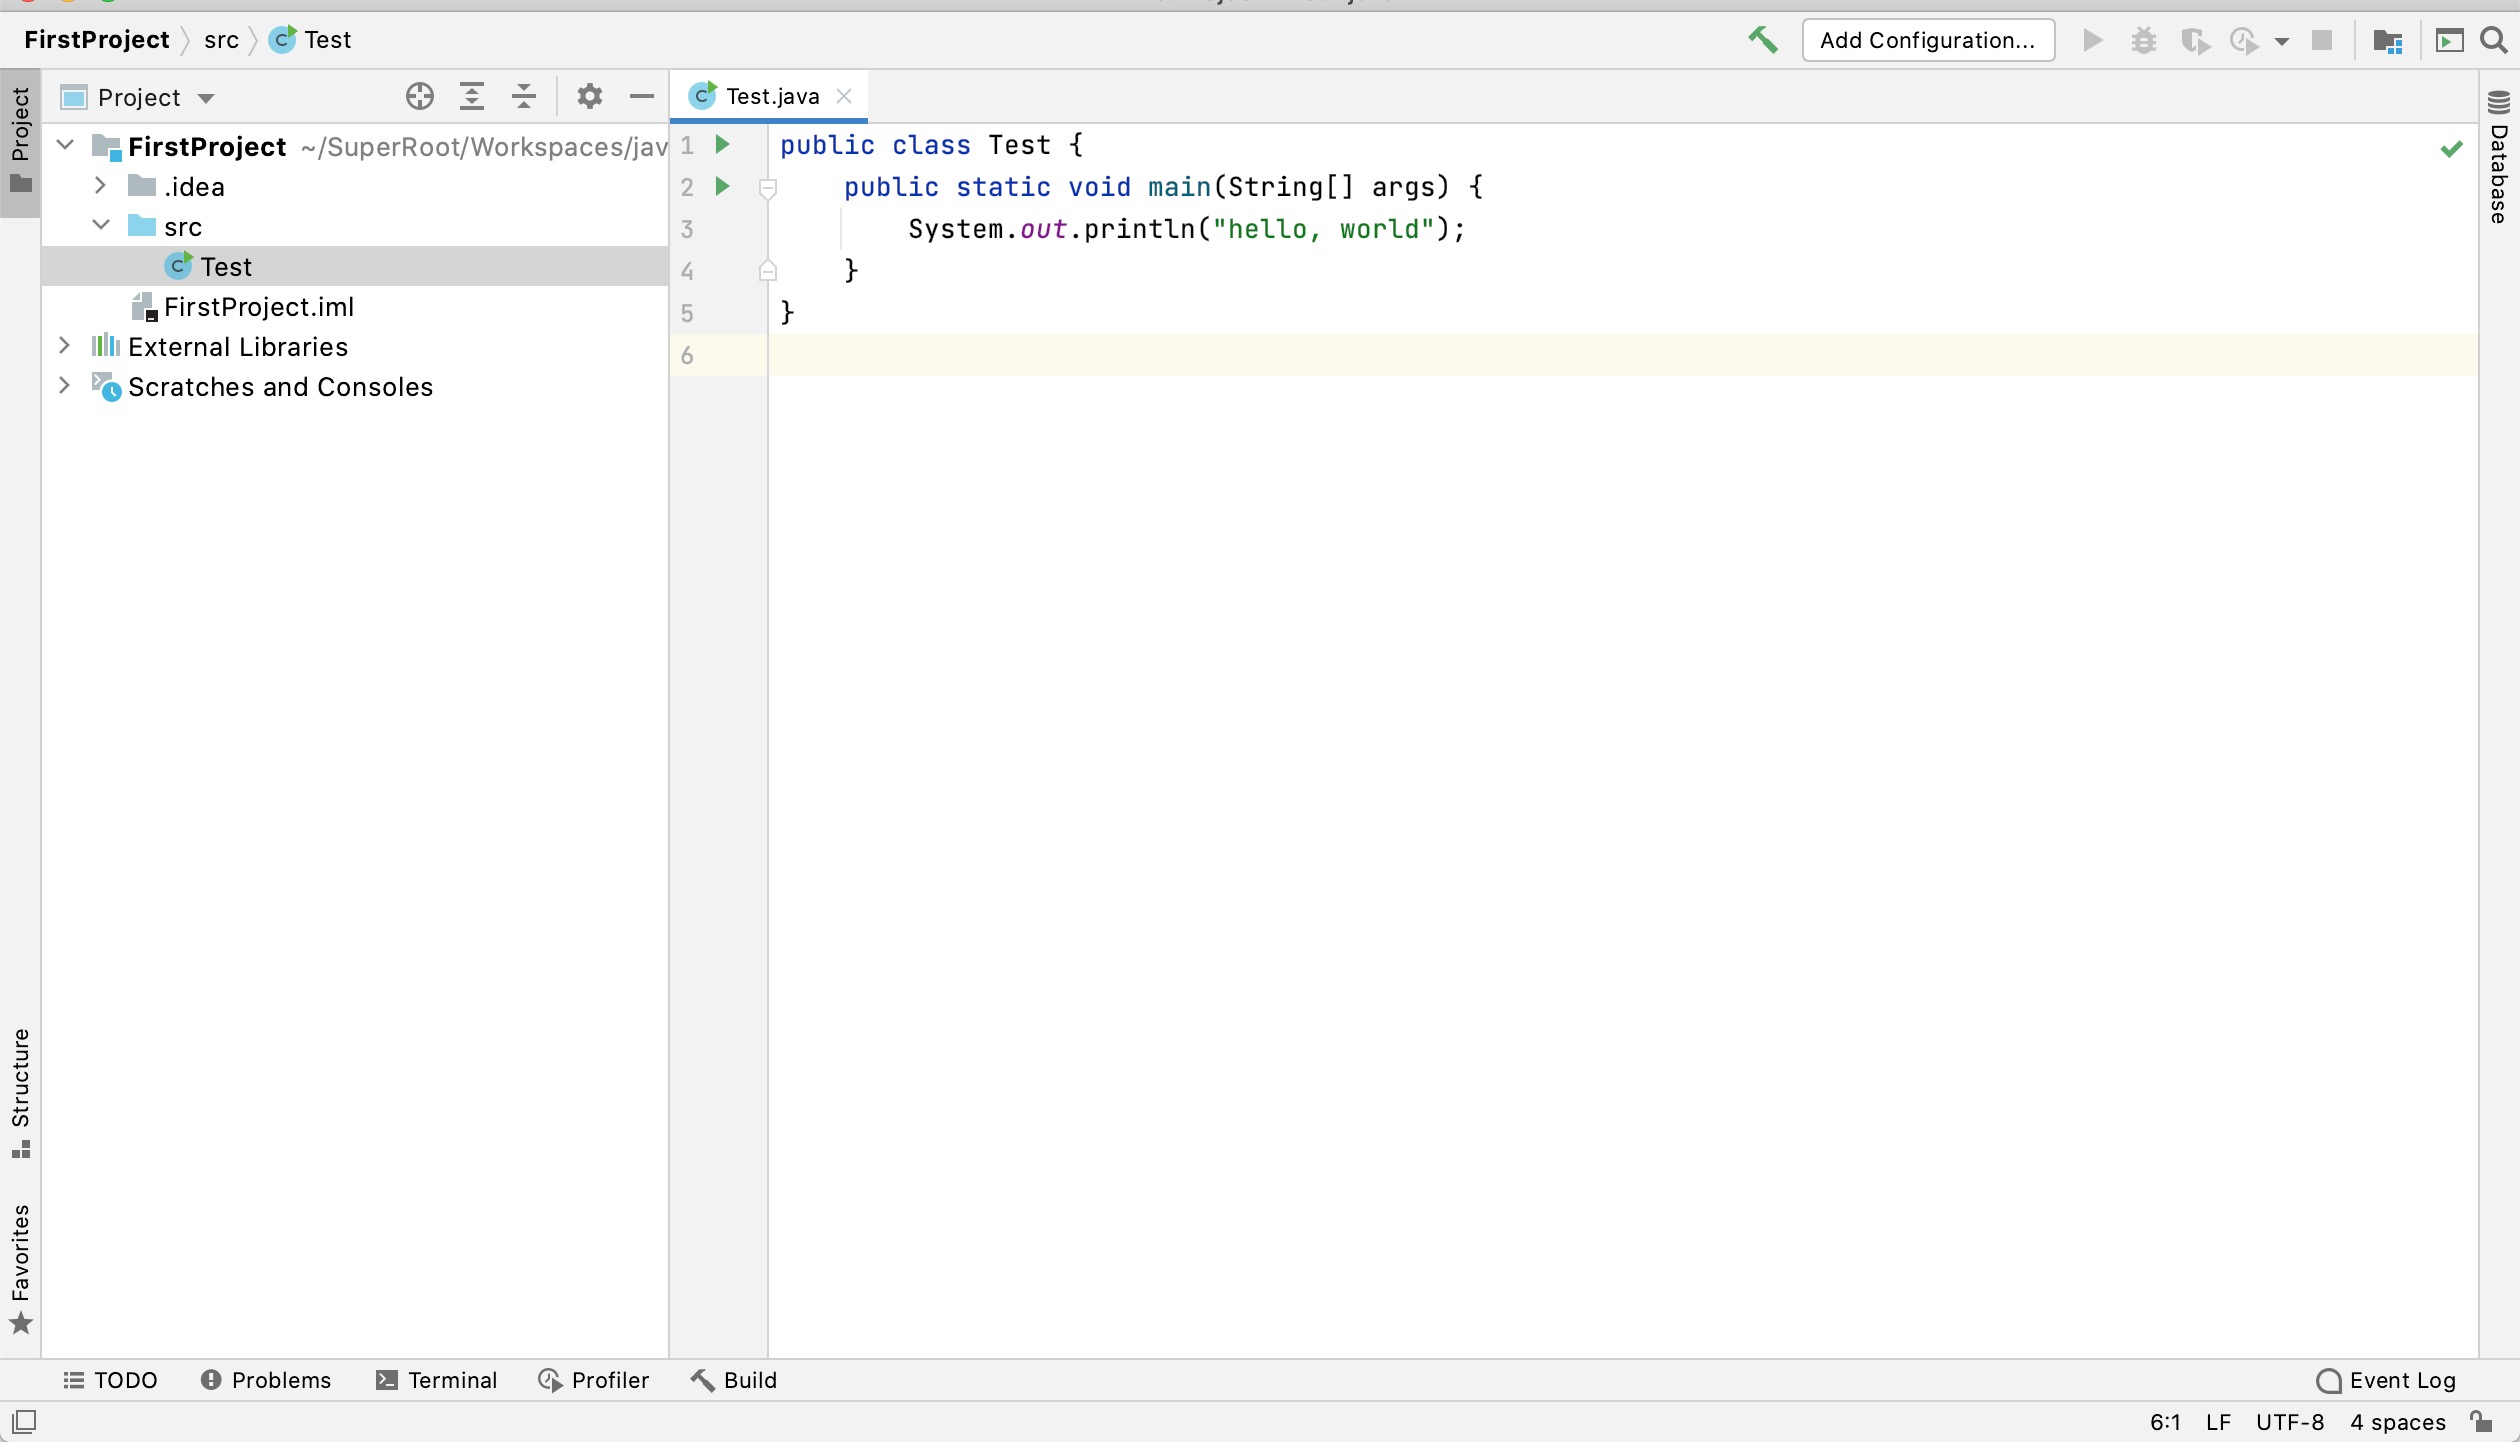 FirstProject src Test
Add Configuration...
Project
Project
FirstProject ~/SuperRoot/Workspaces/jav
.idea
src
Test
FirstProject.iml
External Libraries
Scratches and Consoles
Structure
Favorites
Test.java
1 public class Test {
2     public static void main(String[] args) {
3         System.out.println("hello, world");
4     }
5 }
6
Database
TODO Problems Terminal Profiler Build Event Log
6:1 LF UTF-8 4 spaces